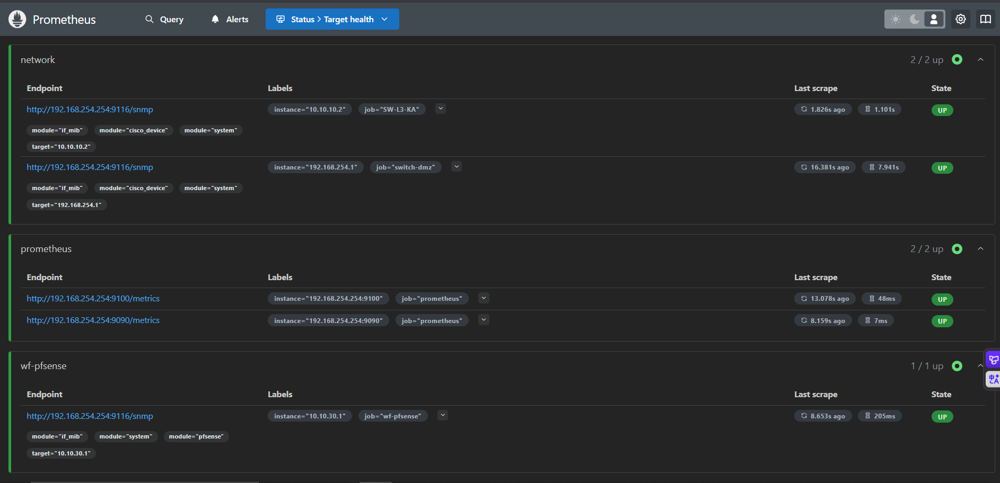 Prometheus Query Alerts Status > Target health
network 2 / 2 up
Endpoint Labels Last scrape State
http://192.168.254.254:9116/snmp instance="10.10.10.2" job="SW-L3-KA" 1.826s ago 1.101s UP
module="if_mib" module="cisco_device" module="system"
target="10.10.10.2"
http://192.168.254.254:9116/snmp instance="192.168.254.1" job="switch-dmz" 16.381s ago 7.941s UP
module="if_mib" module="cisco_device" module="system"
target="192.168.254.1"
prometheus 2 / 2 up
Endpoint Labels Last scrape State
http://192.168.254.254:9100/metrics instance="192.168.254.254:9100" job="prometheus" 13.078s ago 48ms UP
http://192.168.254.254:9090/metrics instance="192.168.254.254:9090" job="prometheus" 8.159s ago 7ms UP
wf-pfsense 1 / 1 up
中A
Endpoint Labels Last scrape State
http://192.168.254.254:9116/snmp instance="10.10.30.1" job="wf-pfsense" 8.653s ago 205ms UP
module="if_mib" module="system" module="pfsense"
target="10.10.30.1"